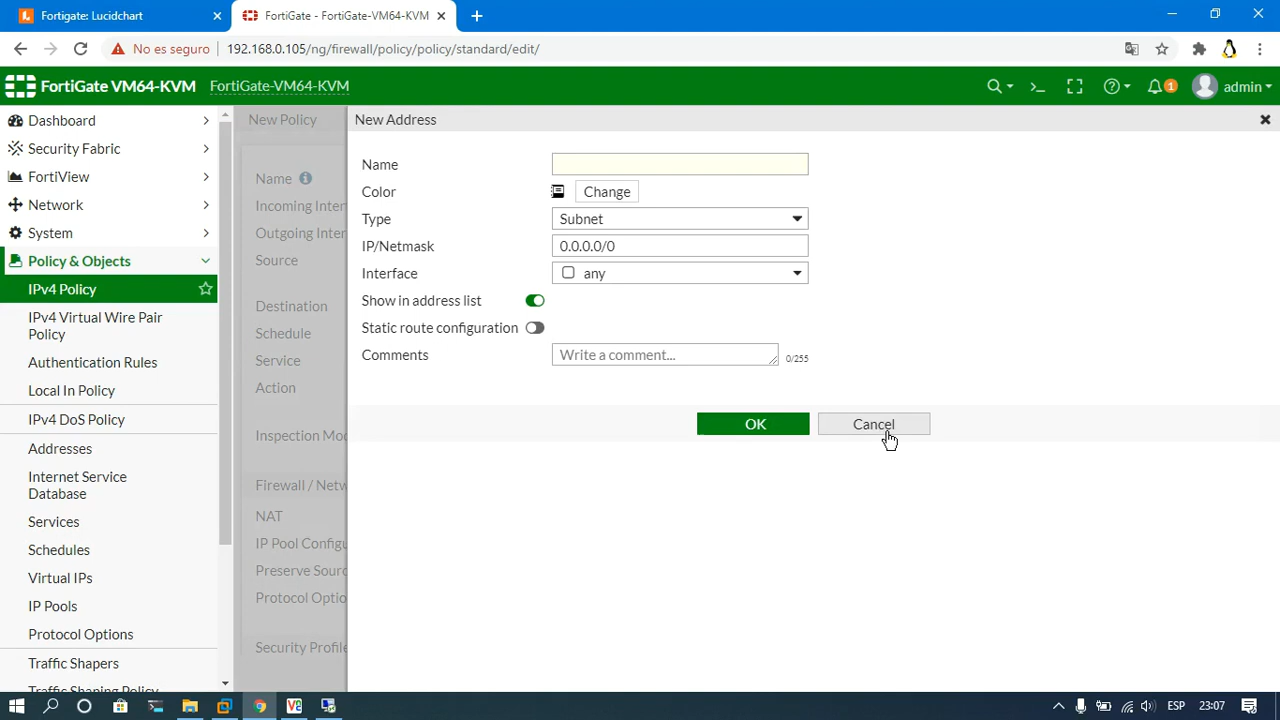 Fortigate: Lucidchart
FortiGate - FortiGate-VM64-KVM
No es seguro
192.168.0.105/ng/firewall/policy/policy/standard/edit/
FortiGate VM64-KVM
FortiGate-VM64-KVM
1
admin
Dashboard
Security Fabric
FortiView
Network
System
Policy & Objects
IPv4 Policy
IPv4 Virtual Wire Pair
Policy
Authentication Rules
Local In Policy
IPv4 DoS Policy
Addresses
Internet Service
Database
Services
Schedules
Virtual IPs
IP Pools
Protocol Options
Traffic Shapers
Traffic Shaping Policy
New Policy
Name
Incoming Inter
Outgoing Inter
Source
Destination
Schedule
Service
Action
Inspection Mod
Firewall / Netw
NAT
IP Pool Configu
Preserve Sourc
Protocol Optio
Security Profile
New Address
Name
Color
Change
Type
Subnet
IP/Netmask
0.0.0.0/0
Interface
any
Show in address list
Static route configuration
Comments
Write a comment...
0/255
OK
Cancel
ESP
23:07